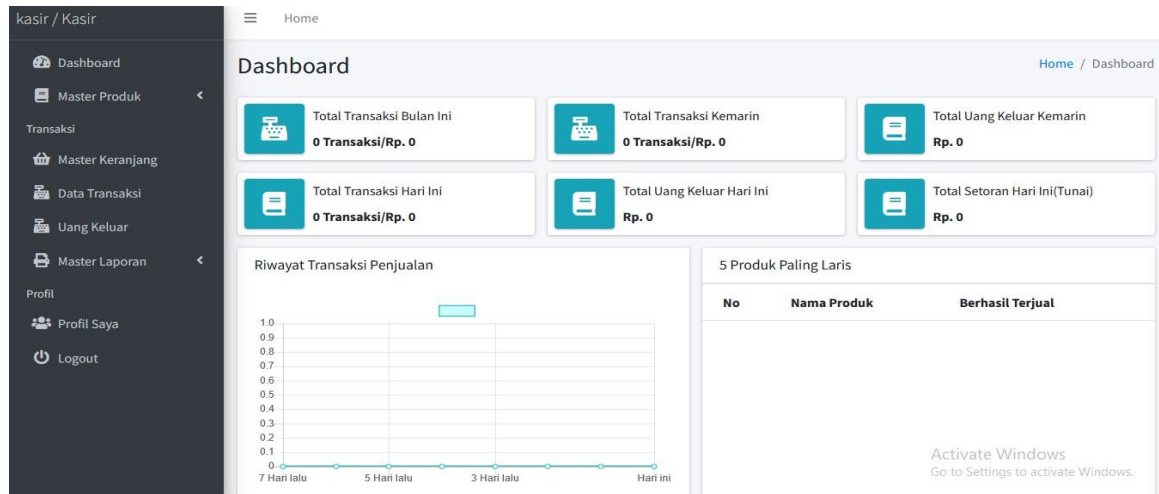 kasir / Kasir
Home
Dashboard
Master Produk
Transaksi
Master Keranjang
Data Transaksi
Uang Keluar
Master Laporan
Profil
Profil Saya
Logout
Dashboard
Home / Dashboard
Total Transaksi Bulan Ini
0 Transaksi/Rp. 0
Total Transaksi Kemarin
0 Transaksi/Rp. 0
Total Uang Keluar Kemarin
Rp. 0
Total Transaksi Hari Ini
0 Transaksi/Rp. 0
Total Uang Keluar Hari Ini
Rp. 0
Total Setoran Hari Ini(Tunai)
Rp. 0
Riwayat Transaksi Penjualan
1.0
0.9
0.8
0.7
0.6
0.5
0.4
0.3
0.2
0.1
0
7 Hari lalu 5 Hari lalu 3 Hari lalu Hari ini
5 Produk Paling Laris
No Nama Produk Berhasil Terjual
Activate Windows
Go to Settings to activate Windows.